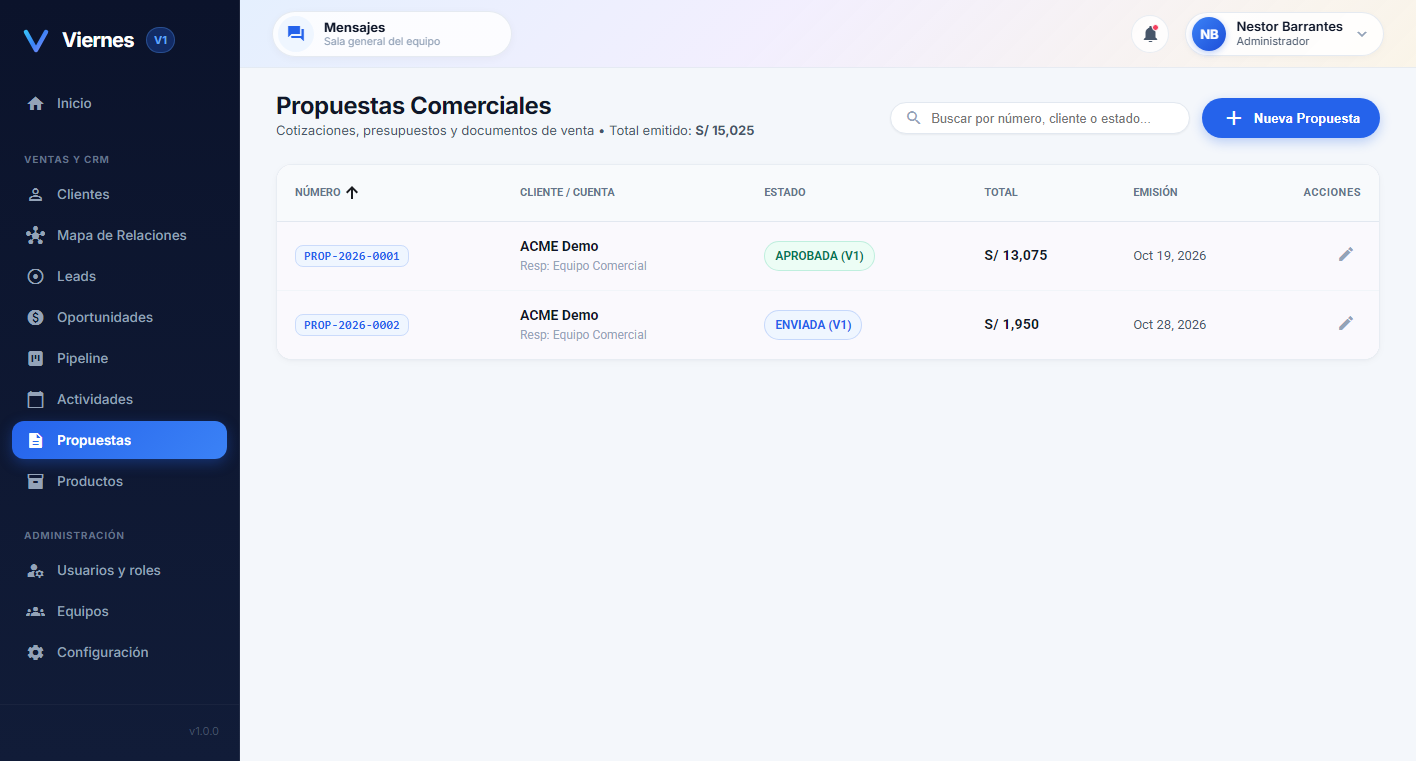 Viernes V1
Inicio
VENTAS Y CRM
Clientes
Mapa de Relaciones
Leads
Oportunidades
Pipeline
Actividades
Propuestas
Productos
ADMINISTRACIÓN
Usuarios y roles
Equipos
Configuración
v1.0.0
Mensajes
Sala general del equipo
NB
Nestor Barrantes
Administrador
Propuestas Comerciales
Cotizaciones, presupuestos y documentos de venta • Total emitido: S/ 15,025
Buscar por número, cliente o estado...
Nueva Propuesta
NÚMERO CLIENTE / CUENTA ESTADO TOTAL EMISIÓN ACCIONES
PROP-2026-0001 ACME Demo APROBADA (V1) S/ 13,075 Oct 19, 2026
Resp: Equipo Comercial
PROP-2026-0002 ACME Demo ENVIADA (V1) S/ 1,950 Oct 28, 2026
Resp: Equipo Comercial